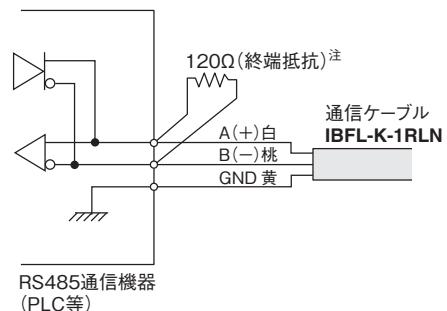 120Ω(終端抵抗)注
通信ケーブル
IBFL-K-1RLN
A(+)白
B(−)桃
GND 黄
RS485通信機器
(PLC等)